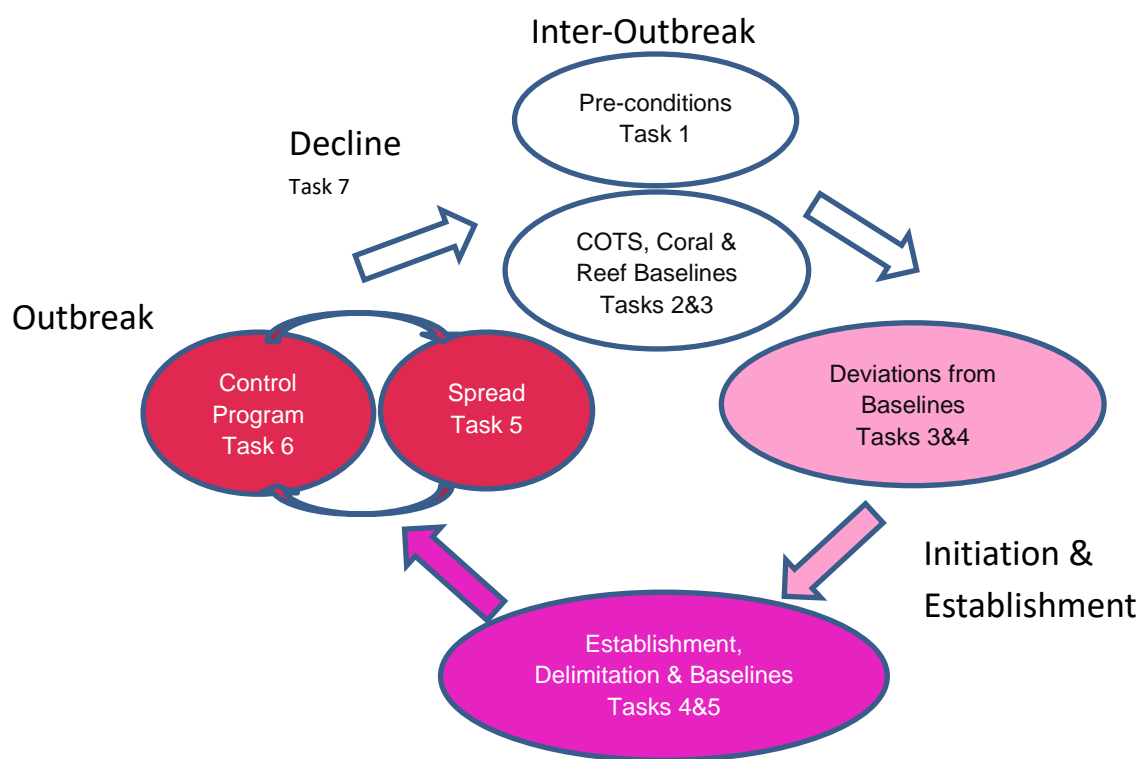 Inter-Outbreak
Pre-conditions
Task 1
Decline
Task 7
COTS, Coral &
Reef Baselines
Tasks 2&3
Outbreak
Control
Program
Task 6
Spread
Task 5
Deviations from
Baselines
Tasks 3&4
Initiation &
Establishment
Establishment,
Delimitation & Baselines
Tasks 4&5